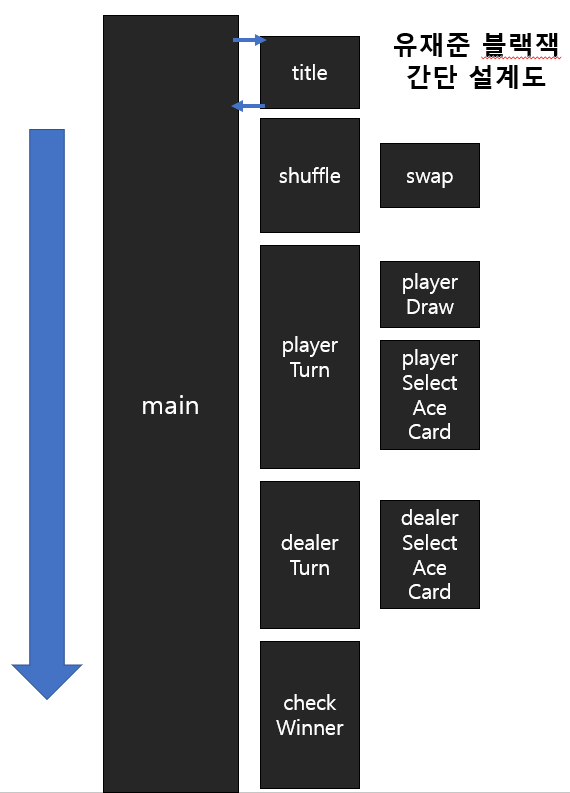 유재준 블랙잭
간단 설계도
title
shuffle
swap
player
Draw
player
Turn
player
Select
Ace
Card
main
dealer
Turn
dealer
Select
Ace
Card
check
Winner